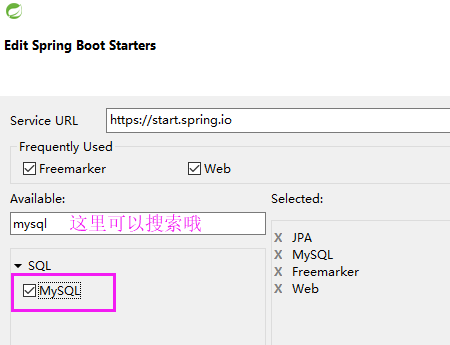 Edit Spring Boot Starters
Service URL https://start.spring.io
Frequently Used
Freemarker Web
Available: Selected:
mysql 这里可以搜索哦
SQL
MySQL
X JPA
X MySQL
X Freemarker
X Web